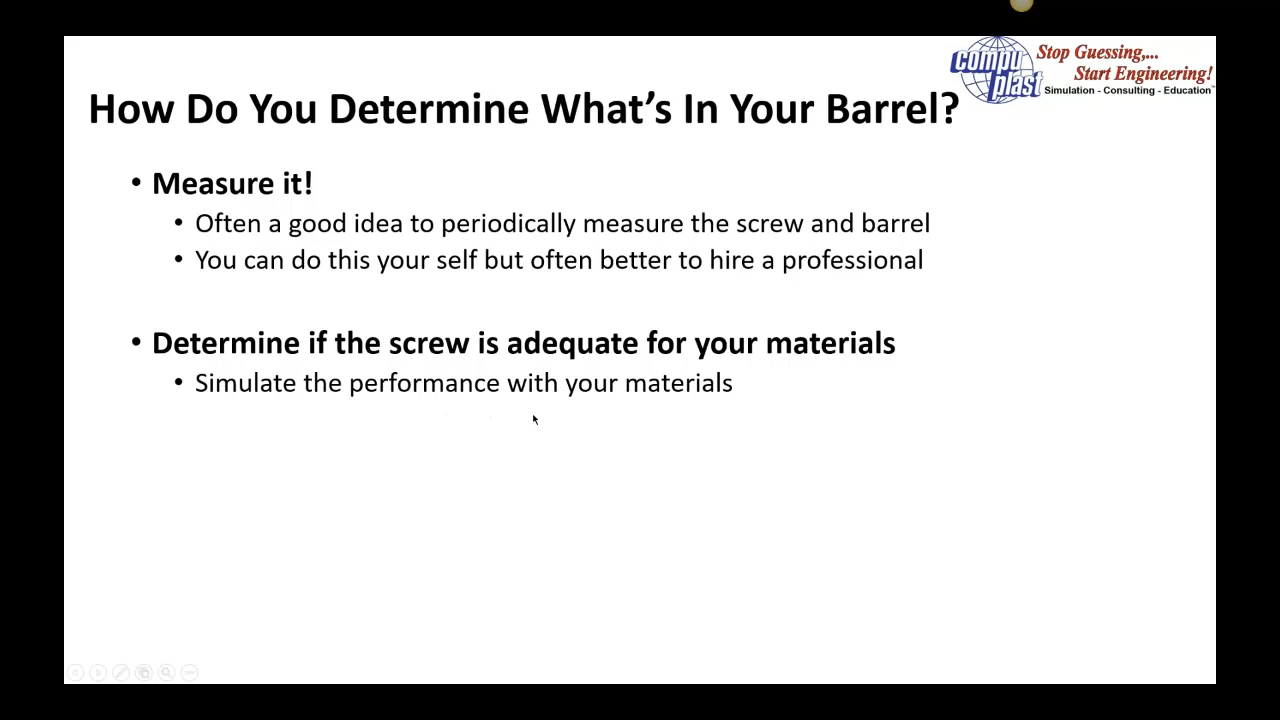 compu
plast
Stop Guessing,...
Start Engineering!
Simulation - Consulting - Education
How Do You Determine What's In Your Barrel?
• Measure it!
• Often a good idea to periodically measure the screw and barrel
• You can do this your self but often better to hire a professional
• Determine if the screw is adequate for your materials
• Simulate the performance with your materials